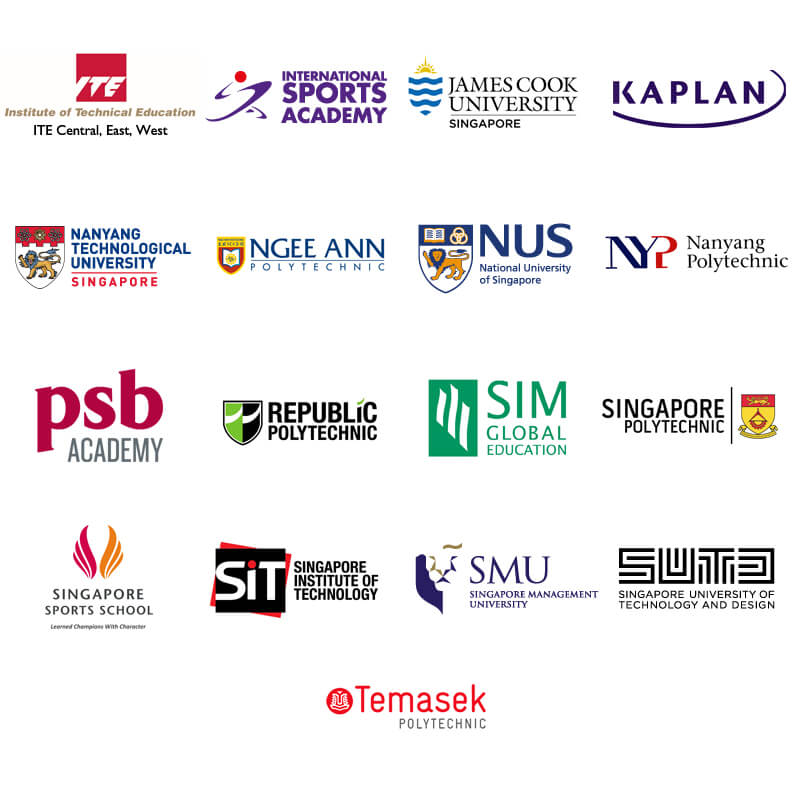 ITE
Institute of Technical Education
ITE Central, East, West
INTERNATIONAL
SPORTS
ACADEMY
JAMES COOK
UNIVERSITY
SINGAPORE
KAPLAN
NANYANG
TECHNOLOGICAL
UNIVERSITY
SINGAPORE
NGEE ANN
POLYTECHNIC
NUS
National University
of Singapore
NYP
Nanyang
Polytechnic
psb
ACADEMY
REPUBLIC
POLYTECHNIC
SIM
GLOBAL
EDUCATION
SINGAPORE
POLYTECHNIC
SINGAPORE
SPORTS SCHOOL
Learned Champions With Character
SiT
SINGAPORE
INSTITUTE OF
TECHNOLOGY
SMU
SINGAPORE MANAGEMENT
UNIVERSITY
SUTD
SINGAPORE UNIVERSITY OF
TECHNOLOGY AND DESIGN
Temasek
POLYTECHNIC